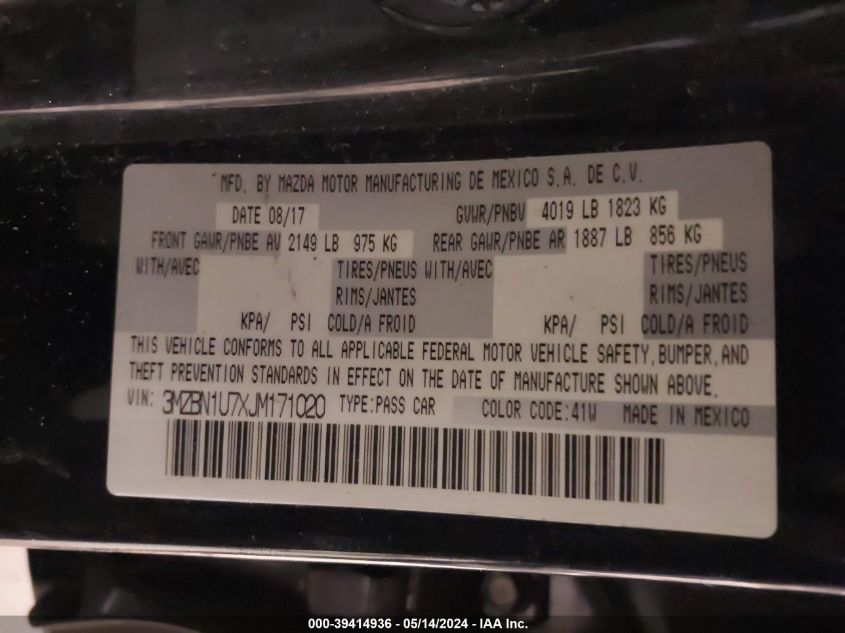 MFD. BY MAZDA MOTOR MANUFACTURING DE MEXICO S.A. DE C.V.
DATE 08/17 GVWR/PNBV 4019 LB 1823 KG
FRONT GAWR/PNBE AV 2149 LB 975 KG REAR GAWR/PNBE AR 1887 LB 856 KG
WITH/AVEC TIRES/PNEUS WITH/AVEC TIRES/PNEUS
RIMS/JANTES RIMS/JANTES
KPA/ PSI COLD/A FROID KPA/ PSI COLD/A FROID
THIS VEHICLE CONFORMS TO ALL APPLICABLE FEDERAL MOTOR VEHICLE SAFETY, BUMPER, AND
THEFT PREVENTION STANDARDS IN EFFECT ON THE DATE OF MANUFACTURE SHOWN ABOVE.
VIN: 3MZBN1U7XJM171020 TYPE:PASS CAR COLOR CODE:41W MADE IN MEXICO
000-39414936 - 05/14/2024 - IAA Inc.